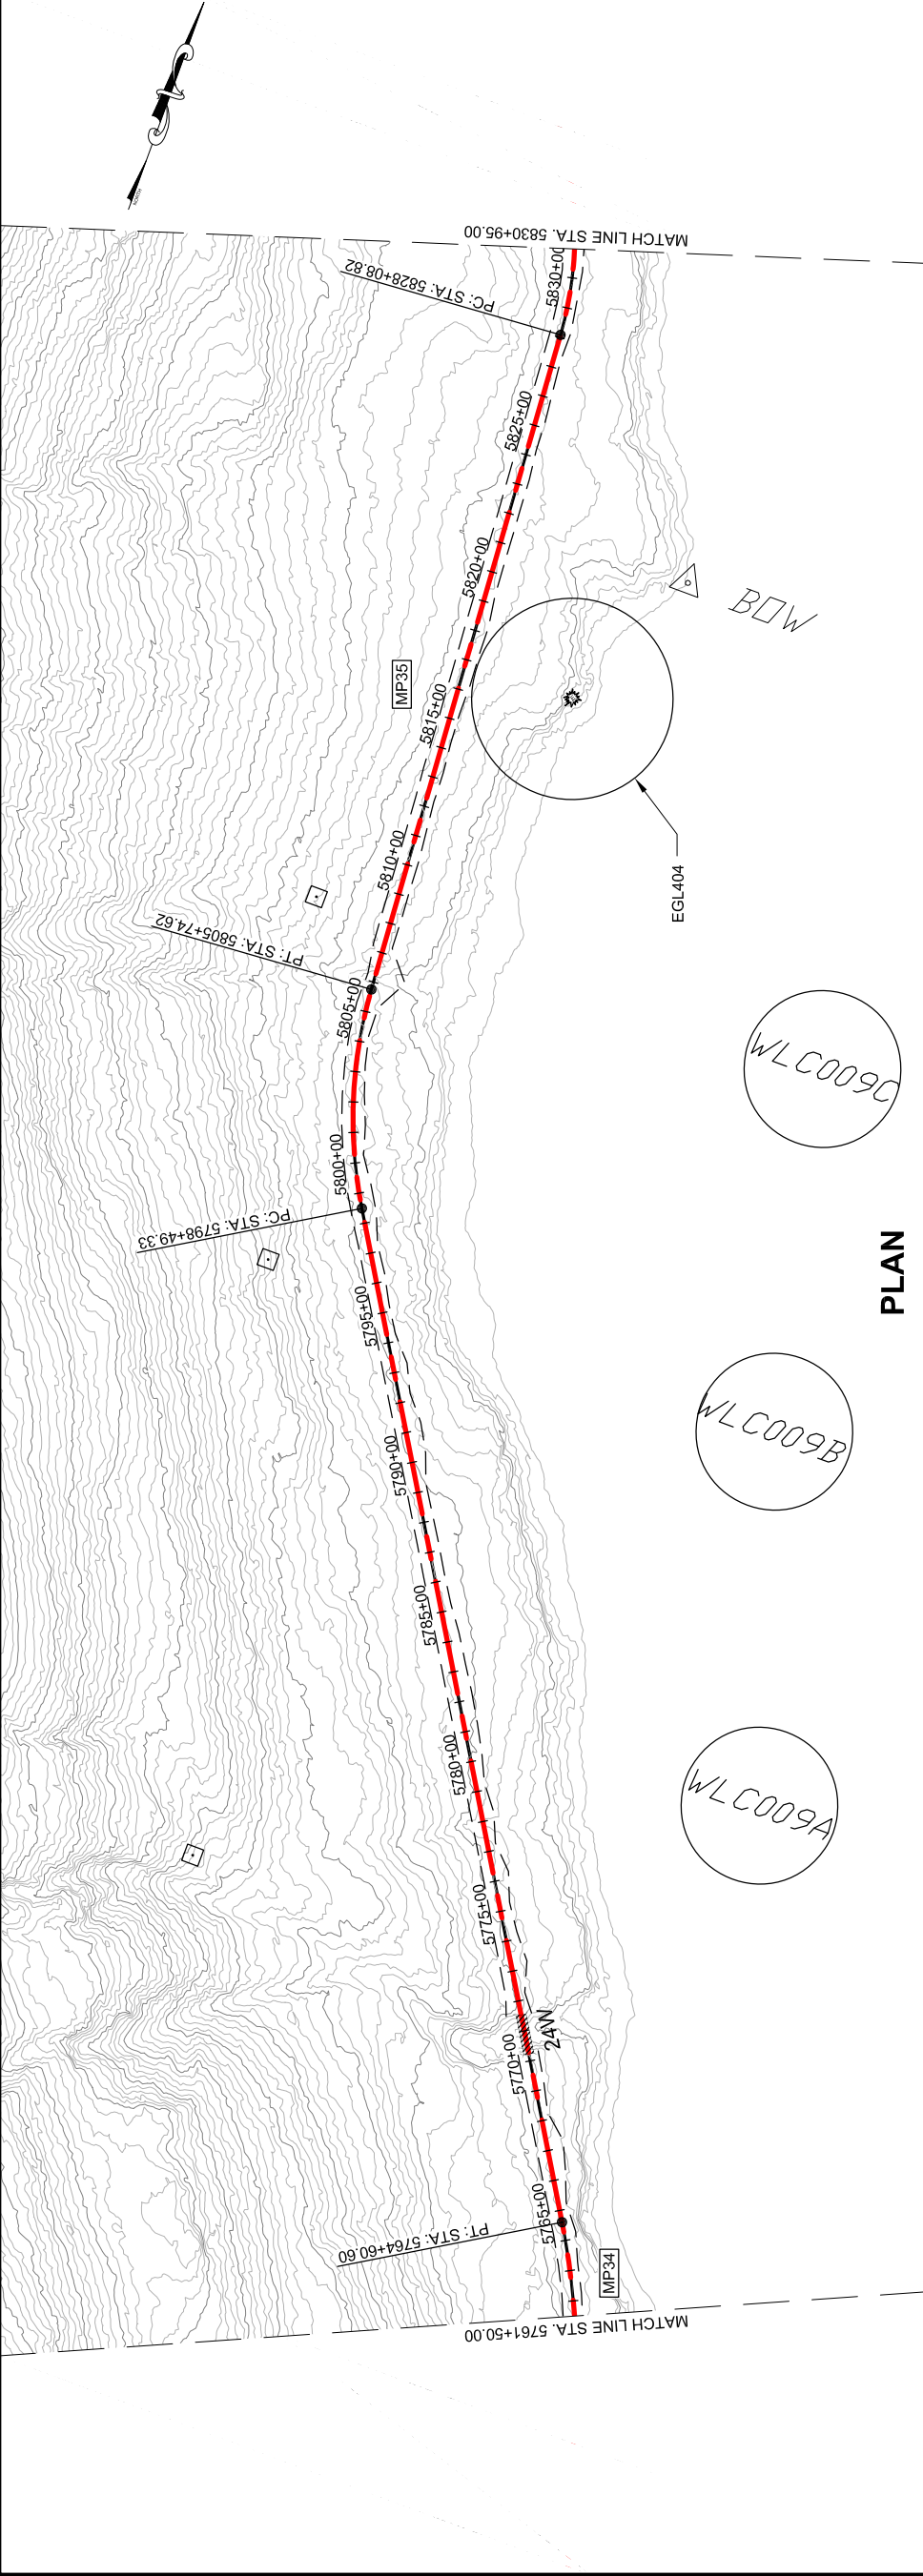 NORTH
MATCH LINE STA. 5830+95.00
5830+00
PC: STA: 5828+08.82
5825+00
5820+00
BOW
MP35
5815+00
5810+00
EGL404
PT: STA: 5805+74.62
5805+00
WLC009C
5800+00
PC: STA: 5798+49.33
PLAN
5795+00
WLC009B
5790+00
5785+00
5780+00
WLC009A
5775+00
24W
5770+00
5765+00
PT: STA: 5764+60.60
MP34
MATCH LINE STA. 5761+50.00